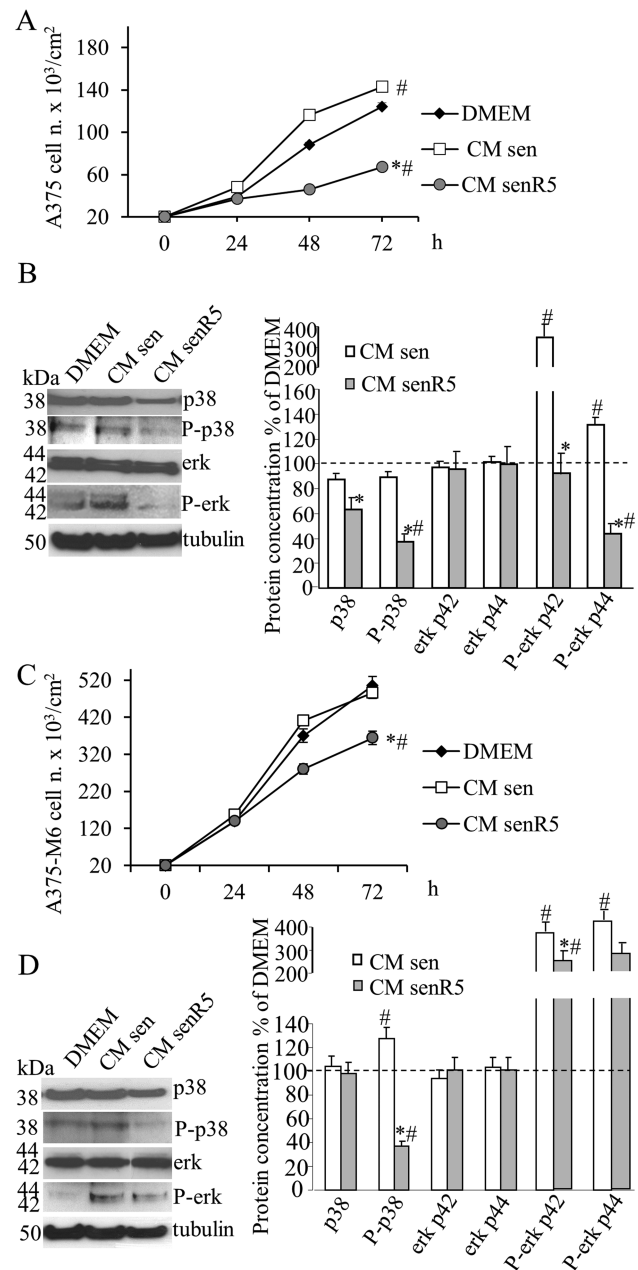 A
A375 cell n. x 10³/cm²
180
140
100
60
20
0 24 48 72 h
#
*#
DMEM
CM sen
CM senR5
B
DMEM CM sen CM senR5
kDa
38 p38
38 P-p38
44
42 erk
44
42 P-erk
50 tubulin
Protein concentration % of DMEM
400
300
200
160
140
120
100
80
60
40
20
0
CM sen
CM senR5
*
*#
#
*
#
*#
p38 P-p38 erk p42 erk p44 P-erk p42 P-erk p44
C
A375-M6 cell n. x 10³/cm²
520
420
320
220
120
20
0 24 48 72 h
*#
DMEM
CM sen
CM senR5
D
DMEM CM sen CM senR5
kDa
38 p38
38 P-p38
44
42 erk
44
42 P-erk
50 tubulin
Protein concentration % of DMEM
400
300
200
140
120
100
80
60
40
20
0
CM sen
CM senR5
#
*#
#
*#
#
p38 P-p38 erk p42 erk p44 P-erk p42 P-erk p44